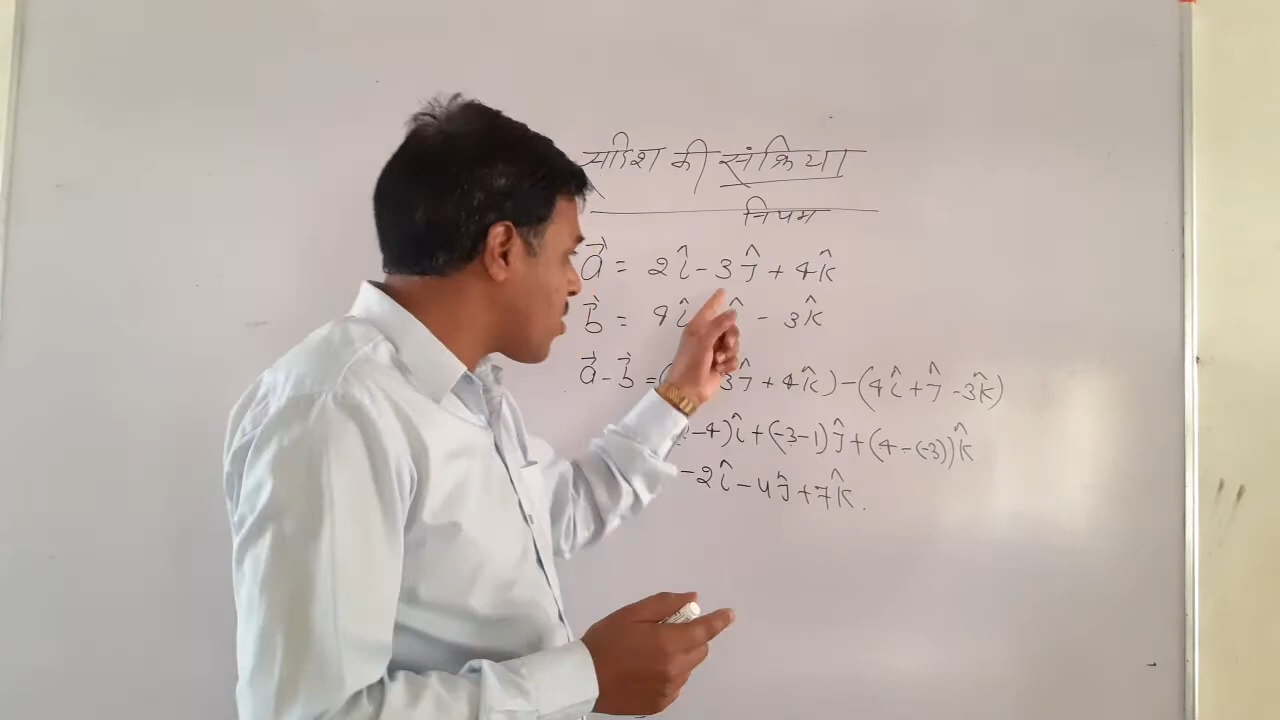 सदिश की संक्रिया
नियम
a⃗ = 2î - 3ĵ + 4k̂
b⃗ = 4î - 3k̂
a⃗ - b⃗ = ( 3ĵ + 4k̂) - (4î + ĵ - 3k̂)
-4)î + (-3-1)ĵ + (4-(-3))k̂
-2î - 4ĵ + 7k̂.